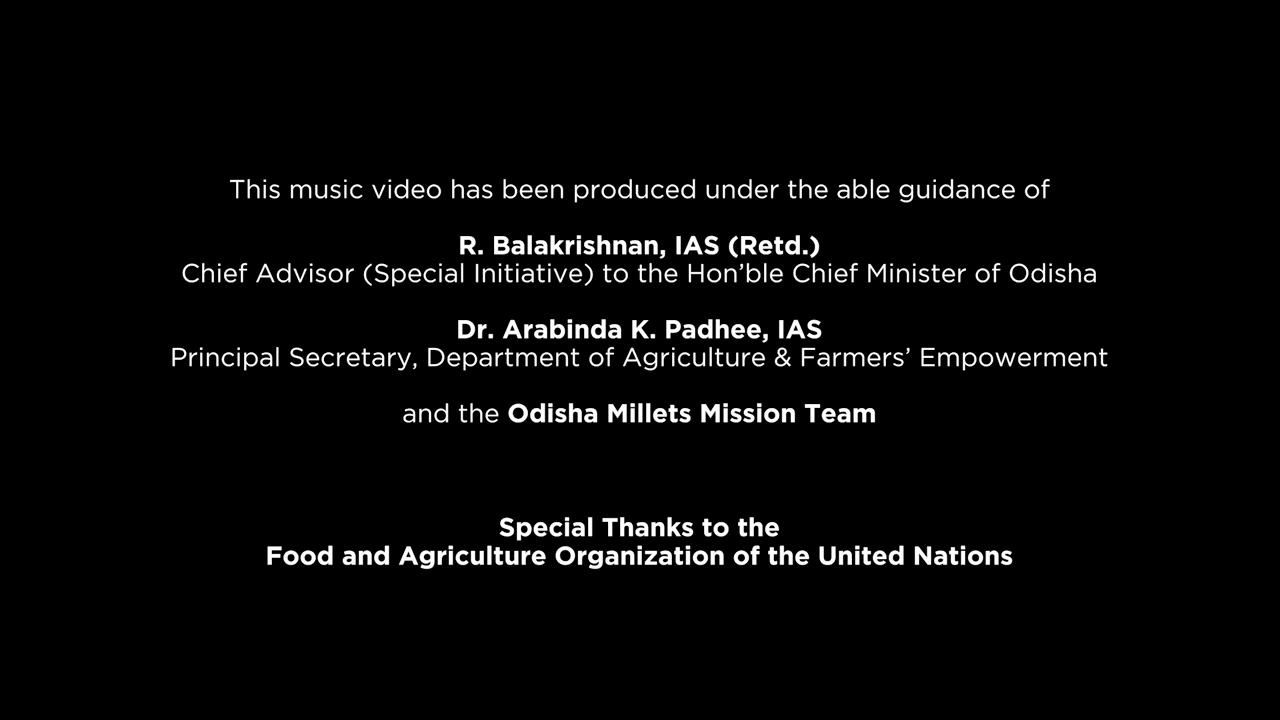 This music video has been produced under the able guidance of
R. Balakrishnan, IAS (Retd.)
Chief Advisor (Special Initiative) to the Hon’ble Chief Minister of Odisha
Dr. Arabinda K. Padhee, IAS
Principal Secretary, Department of Agriculture & Farmers’ Empowerment
and the Odisha Millets Mission Team
Special Thanks to the
Food and Agriculture Organization of the United Nations